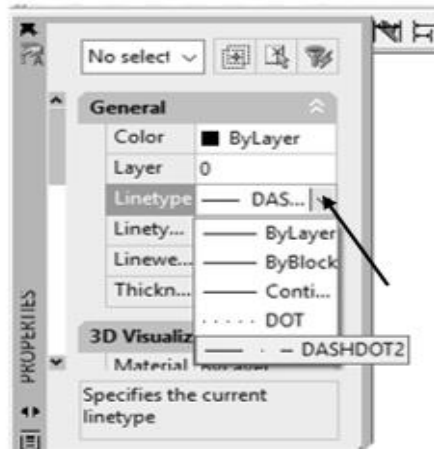 No select
General
Color ByLayer
Layer 0
Linetype DAS...
Linety... ByLayer
Linewe... ByBlock
Thickn... Conti...
DOT
3D Visualiz
DASHDOT2
Material ByLayer
Specifies the current
linetype
PROPERTIES